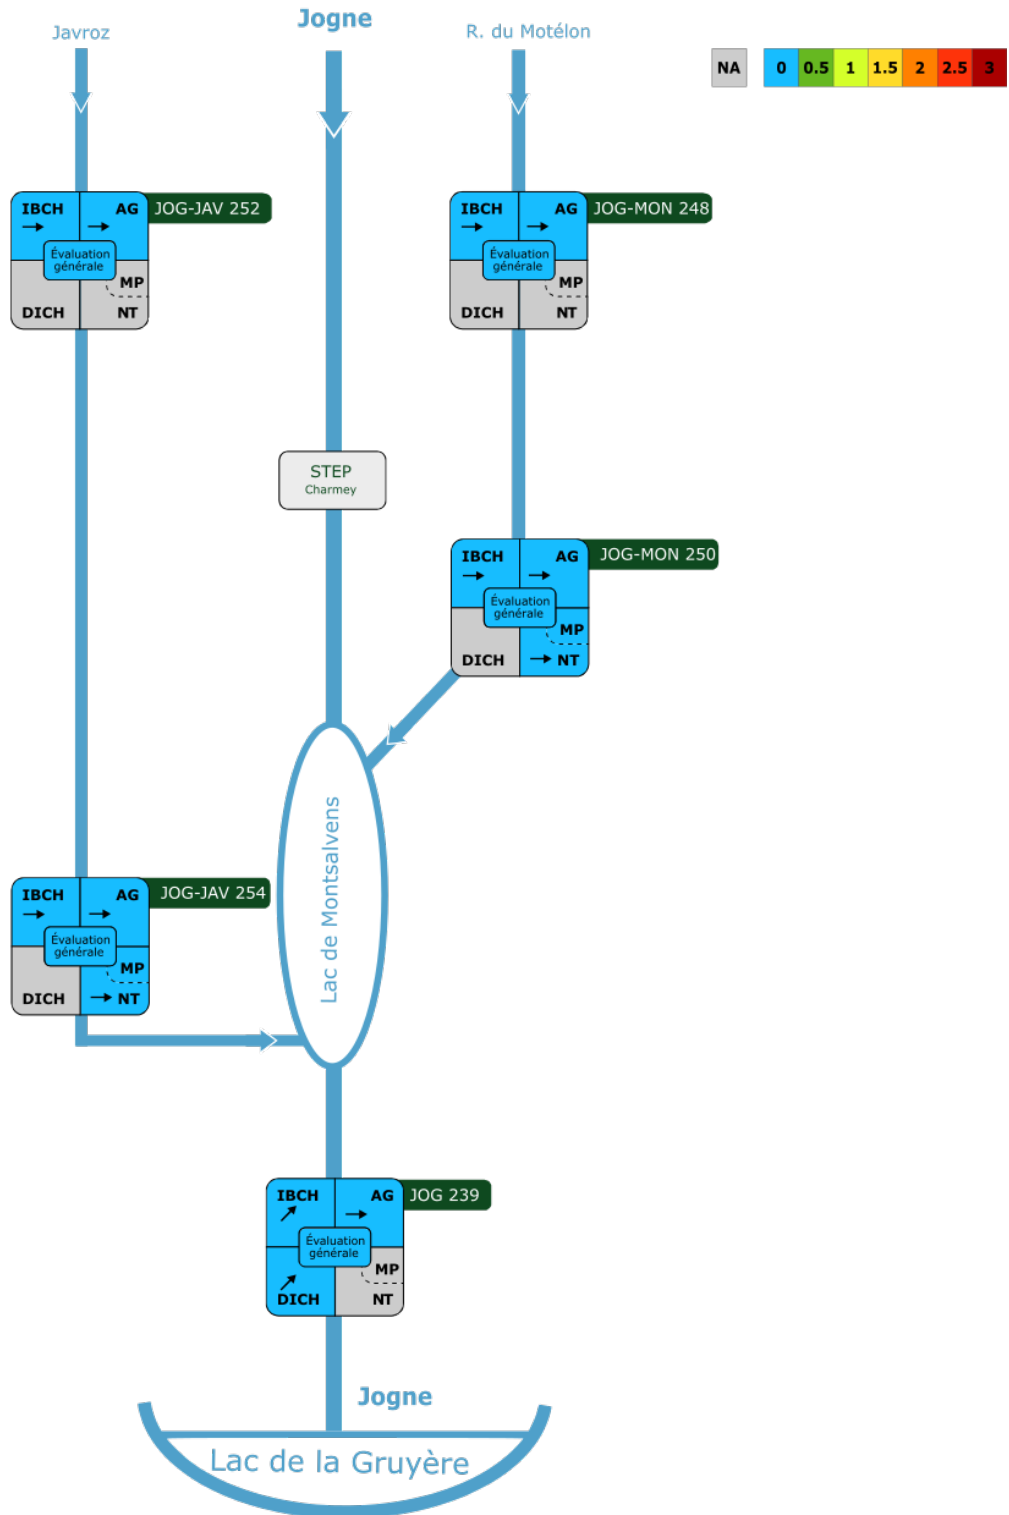 Javroz
Jogne
R. du Motélon
NA 0 0.5 1 1.5 2 2.5 3
IBCH AG JOG-JAV 252
Évaluation
générale
MP
DICH NT
IBCH AG JOG-MON 248
Évaluation
générale
MP
DICH NT
STEP
Charmey
IBCH AG JOG-MON 250
Évaluation
générale
MP
DICH NT
Lac de Montsalvens
IBCH AG JOG-JAV 254
Évaluation
générale
MP
DICH NT
IBCH AG JOG 239
Évaluation
générale
MP
DICH NT
Jogne
Lac de la Gruyère